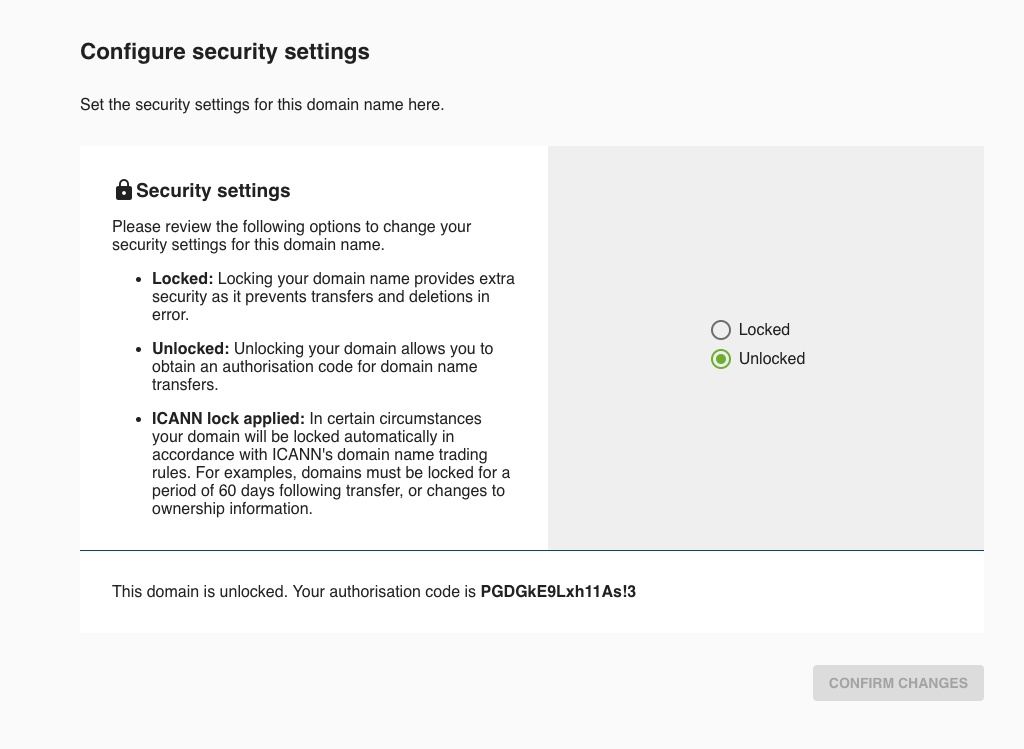 Configure security settings
Set the security settings for this domain name here.
Security settings
Please review the following options to change your
security settings for this domain name.
• Locked: Locking your domain name provides extra
security as it prevents transfers and deletions in
error.
• Unlocked: Unlocking your domain allows you to
obtain an authorisation code for domain name
transfers.
• ICANN lock applied: In certain circumstances
your domain will be locked automatically in
accordance with ICANN's domain name trading
rules. For examples, domains must be locked for a
period of 60 days following transfer, or changes to
ownership information.
Locked
Unlocked
This domain is unlocked. Your authorisation code is PGDGkE9Lxh11As!3
CONFIRM CHANGES